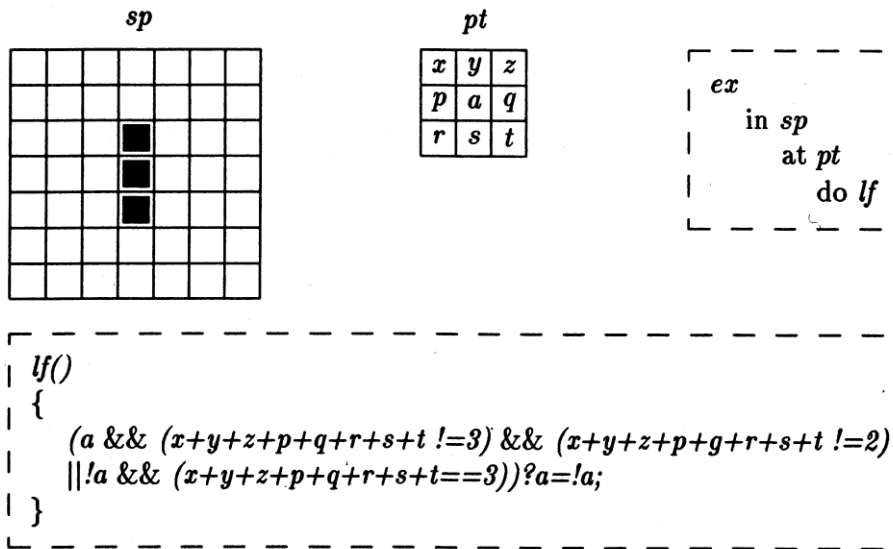 sp
pt
x y z
p a q
r s t
ex
in sp
at pt
do lf
lf()
{
(a && (x+y+z+p+q+r+s+t !=3) && (x+y+z+p+g+r+s+t !=2)
||!a && (x+y+z+p+q+r+s+t==3))?a=!a;
}